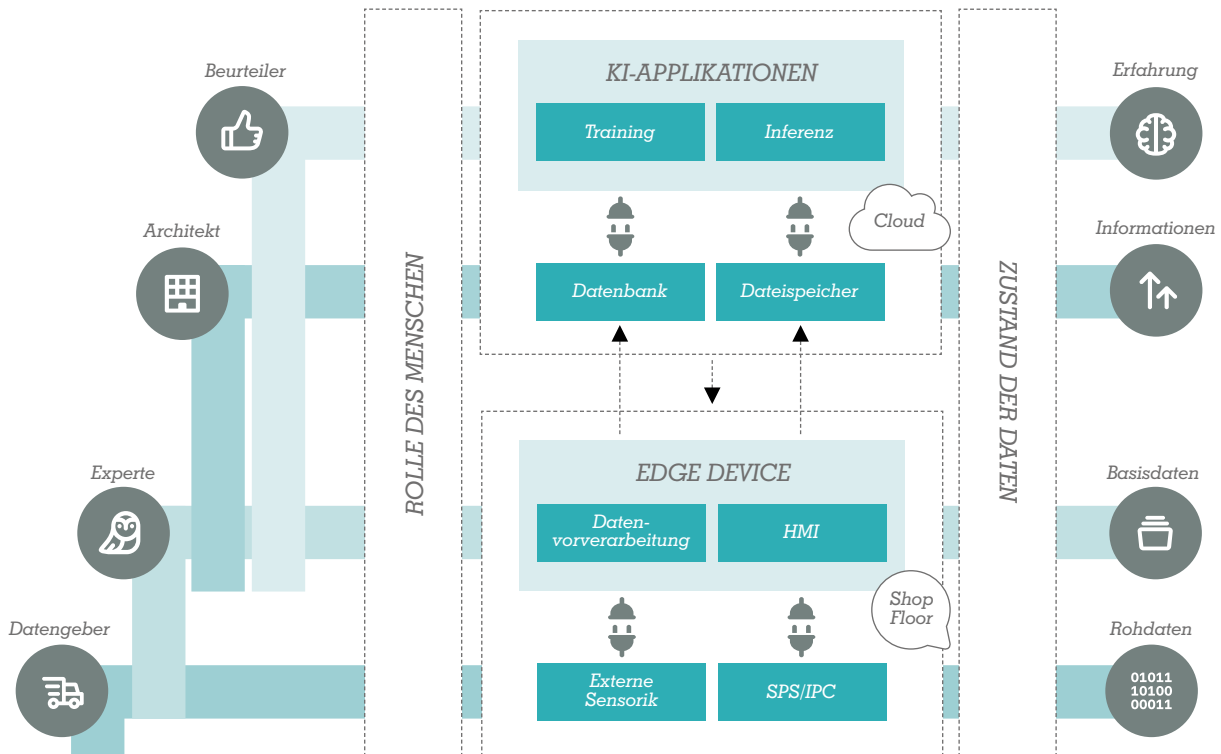 Beurteiler
KI-APPLIKATIONEN
Training
Inferenz
Erfahrung
Cloud
Architekt
Datenbank
Dateispeicher
Informationen
ROLLE DES MENSCHEN
ZUSTAND DER DATEN
Experte
EDGE DEVICE
Daten-
vorverarbeitung
HMI
Basisdaten
Shop
Floor
Datengeber
Externe
Sensorik
SPS/IPC
Rohdaten
01011
10100
00011